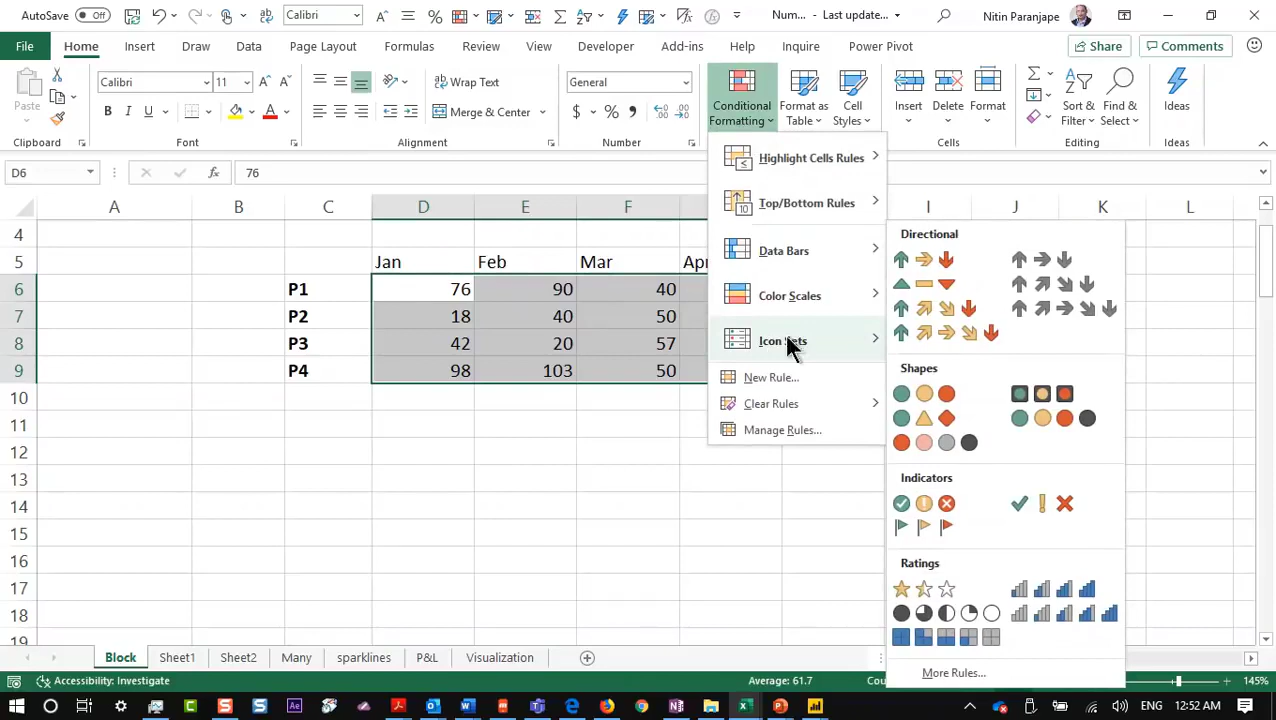 AutoSave Off Calibri Num... - Last update... Nitin Paranjape
File Home Insert Draw Data Page Layout Formulas Review View Developer Add-ins Help Inquire Power Pivot Share Comments
Paste Calibri 11 Wrap Text General Conditional Formatting Format as Table Cell Styles Insert Delete Format Sort & Filter Find & Select Ideas
B I U Merge & Center $ %
Clipboard Font Alignment Number Cells Editing Ideas
D6 fx 76
A B C D E F I J K L
4
5 Jan Feb Mar Apr
6 P1 76 90 40
7 P2 18 40 50
8 P3 42 20 57
9 P4 98 103 50
10
11
12
13
14
15
16
17
18
19
Highlight Cells Rules
Top/Bottom Rules
Data Bars
Color Scales
Icon Sets
New Rule...
Clear Rules
Manage Rules...
Directional
Shapes
Indicators
Ratings
More Rules...
Block Sheet1 Sheet2 Many sparklines P&L Visualization
Accessibility: Investigate Average: 61.7 145%
12:52 AM